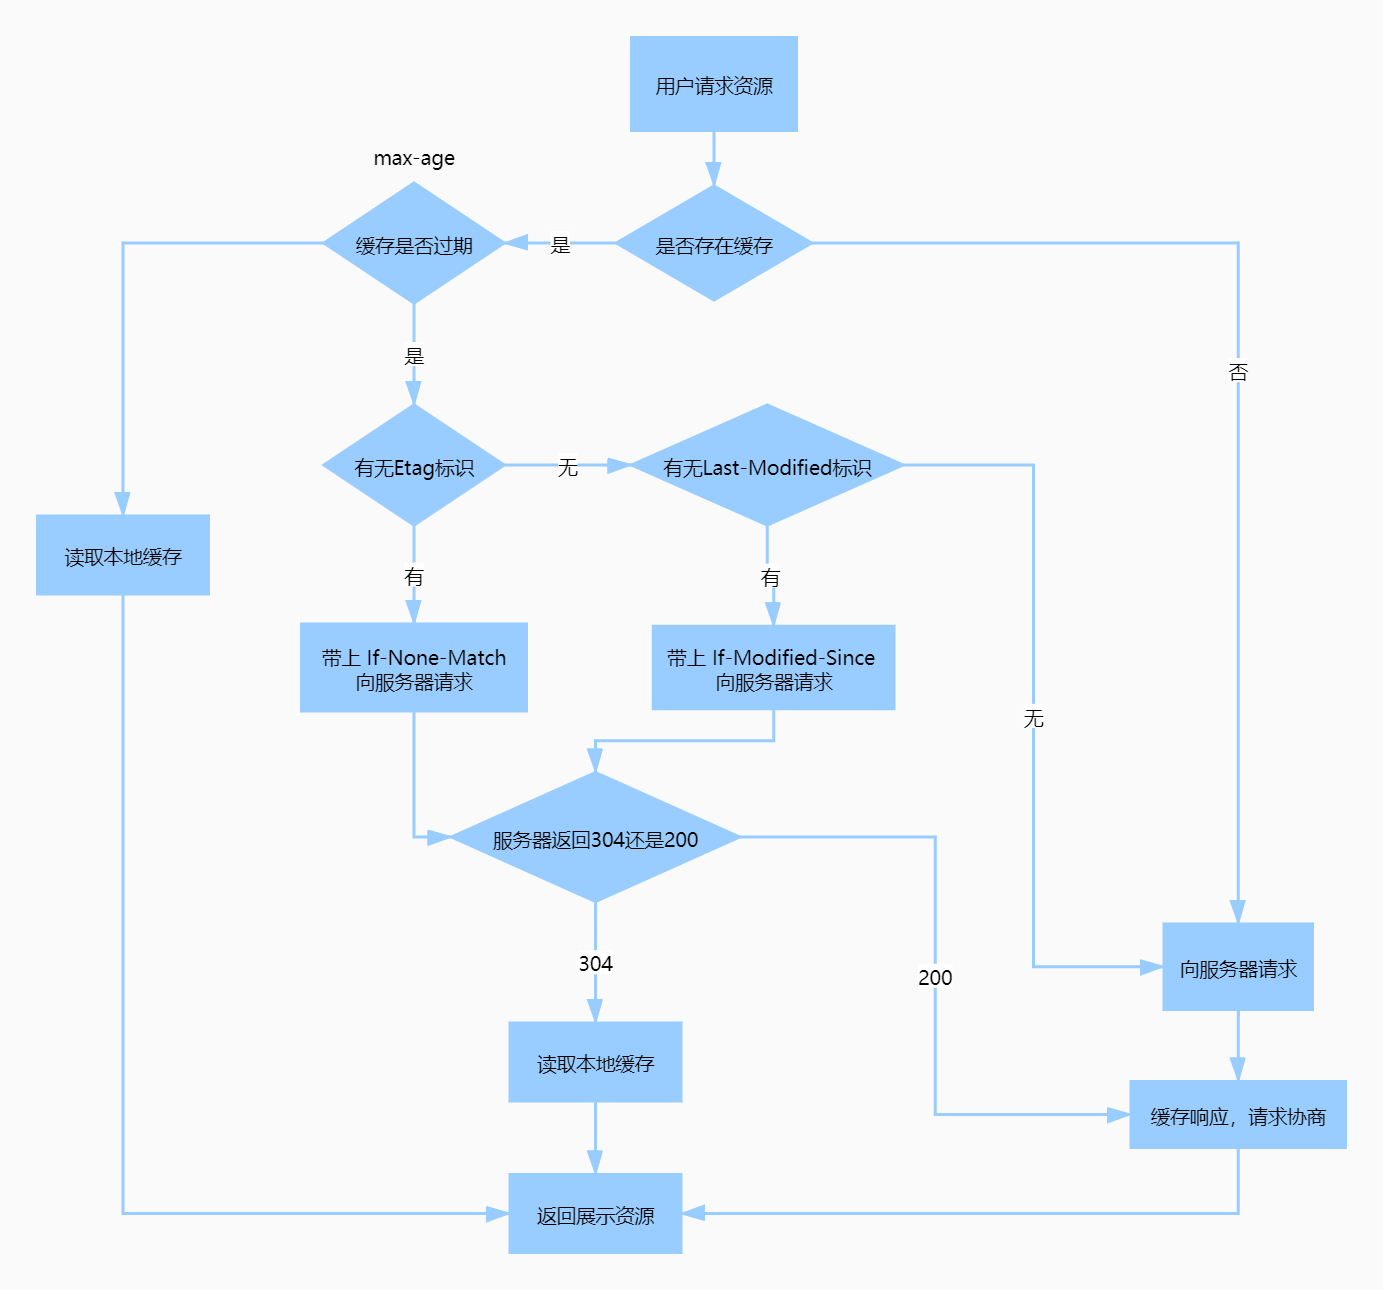 用户请求资源
max-age
缓存是否过期
是
是否存在缓存
是
否
有无Etag标识
无
有无Last-Modified标识
读取本地缓存
有
有
带上 If-None-Match
向服务器请求
带上 If-Modified-Since
向服务器请求
无
服务器返回304还是200
304
200
向服务器请求
读取本地缓存
缓存响应，请求协商
返回展示资源